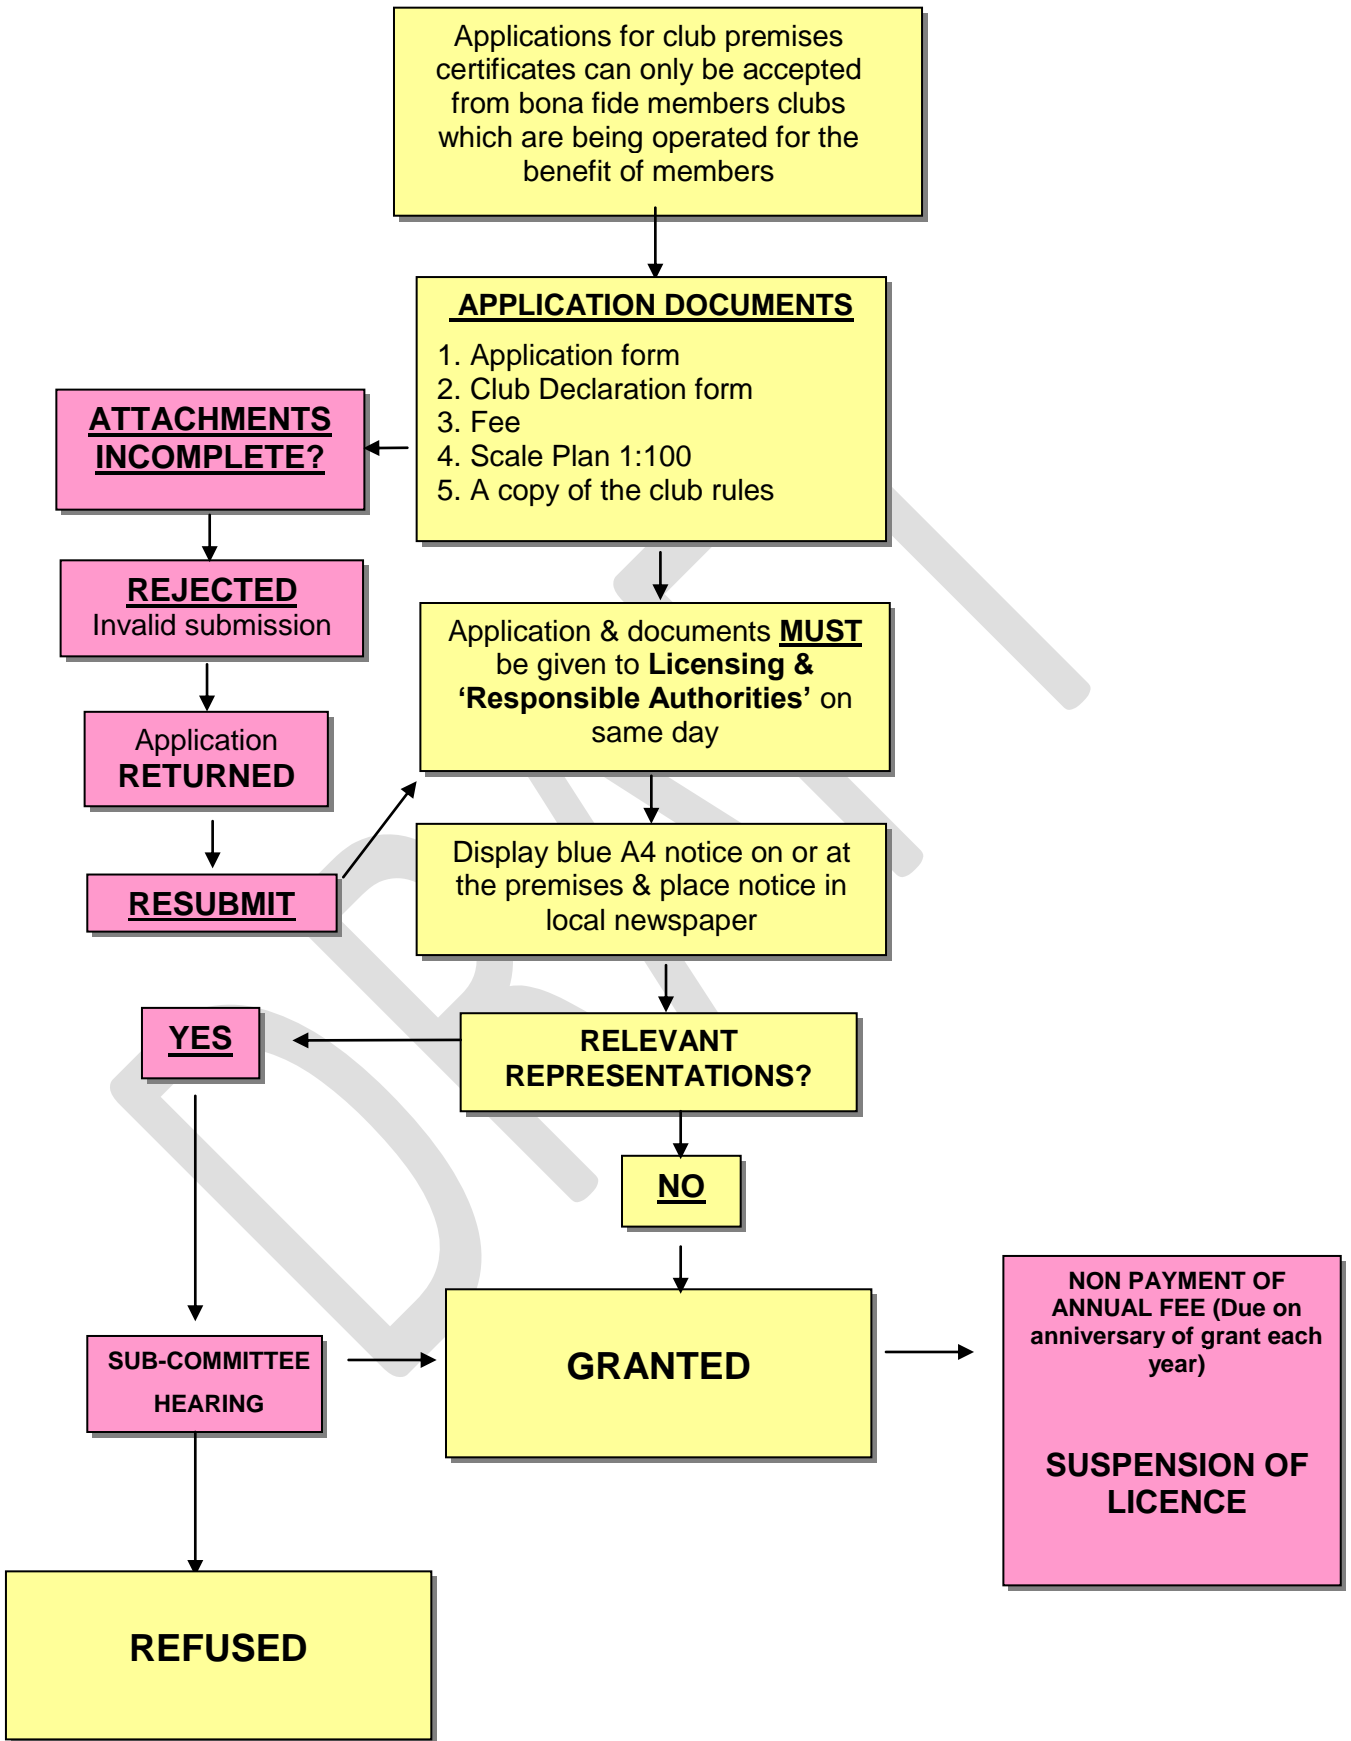 Applications for club premises
certificates can only be accepted
from bona fide members clubs
which are being operated for the
benefit of members
APPLICATION DOCUMENTS
1. Application form
2. Club Declaration form
3. Fee
4. Scale Plan 1:100
5. A copy of the club rules
ATTACHMENTS
INCOMPLETE?
REJECTED
Invalid submission
Application
RETURNED
RESUBMIT
Application & documents MUST
be given to Licensing &
‘Responsible Authorities’ on
same day
Display blue A4 notice on or at
the premises & place notice in
local newspaper
RELEVANT
REPRESENTATIONS?
YES
NO
SUB-COMMITTEE
HEARING
GRANTED
NON PAYMENT OF
ANNUAL FEE (Due on
anniversary of grant each
year)
SUSPENSION OF
LICENCE
REFUSED
DRAFT